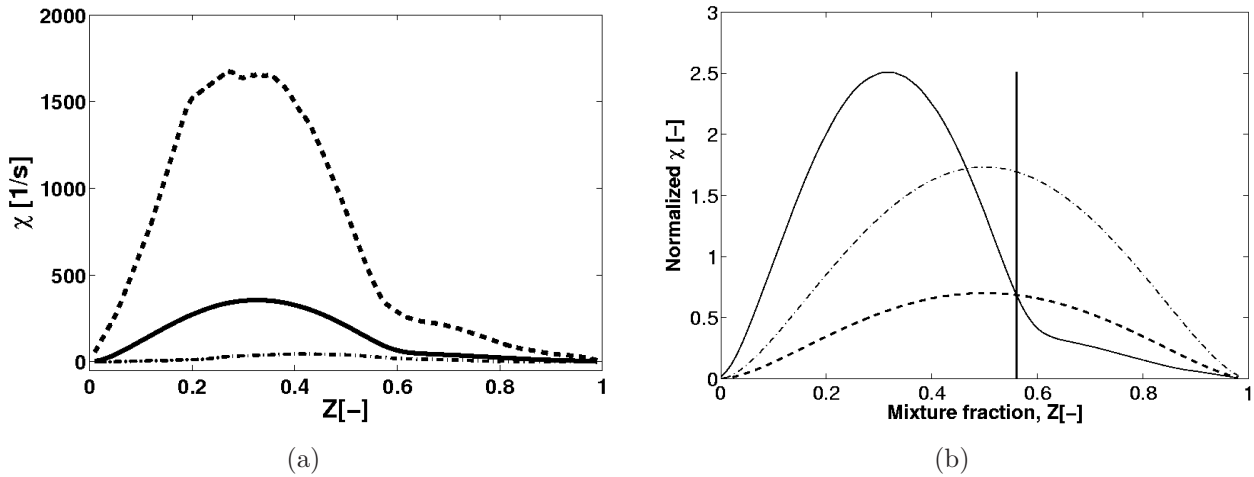 2000
1500
1000
500
0
χ [1/s]
0 0.2 0.4 0.6 0.8 1
Z[-]
(a)
3
2.5
2
1.5
1
0.5
0
Normalized χ [-]
0 0.2 0.4 0.6 0.8 1
Mixture fraction, Z[-]
(b)